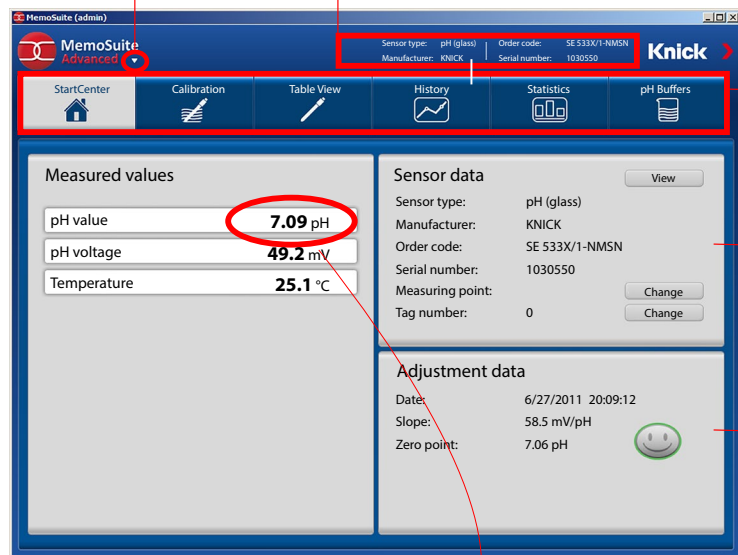 MemoSuite (admin)
MemoSuite
Advanced
Sensor type: pH (glass) Order code: SE 533X/1-NMSN
Manufacturer: KNICK Serial number: 1030550
Knick
StartCenter Calibration Table View History Statistics pH Buffers
Measured values
pH value 7.09 pH
pH voltage 49.2 mV
Temperature 25.1 °C
Sensor data View
Sensor type: pH (glass)
Manufacturer: KNICK
Order code: SE 533X/1-NMSN
Serial number: 1030550
Measuring point: Change
Tag number: 0 Change
Adjustment data
Date: 6/27/2011 20:09:12
Slope: 58.5 mV/pH
Zero point: 7.06 pH